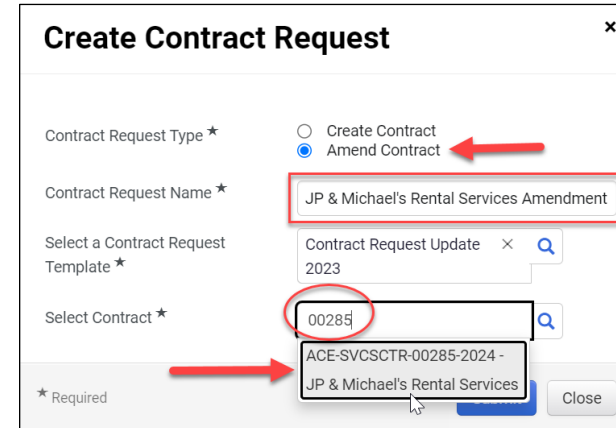 Create Contract Request
×
Contract Request Type ★
Create Contract
Amend Contract
Contract Request Name ★
JP & Michael's Rental Services Amendment
Select a Contract Request
Template ★
Contract Request Update ×
2023
Select Contract ★
00285
ACE-SVCSCTR-00285-2024 -
JP & Michael's Rental Services
★ Required
Close